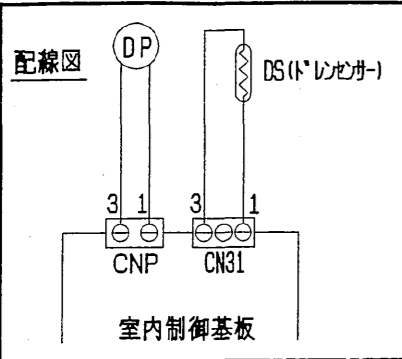 配線図
DP
DS(ドレンセンサー)
3 1 3 1
CNP CN31
室内制御基板